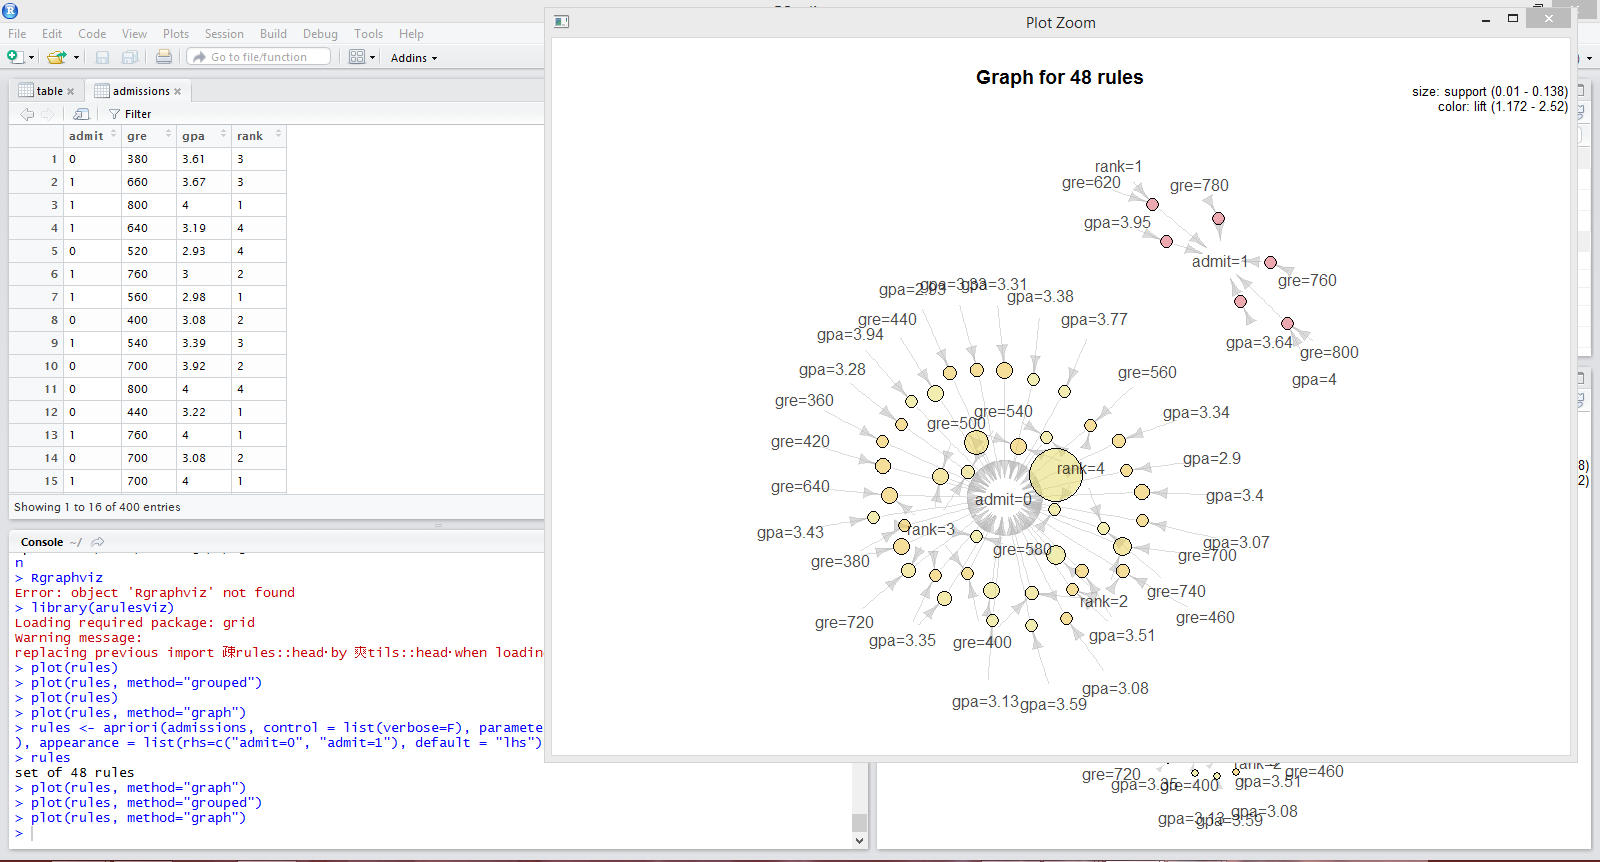 Plot Zoom
File Edit Code View Plots Session Build Debug Tools Help
Go to file/function
Addins
table
admissions
Filter
admit gre gpa rank
1 0 380 3.61 3
2 1 660 3.67 3
3 1 800 4 1
4 1 640 3.19 4
5 0 520 2.93 4
6 1 760 3 2
7 1 560 2.98 1
8 0 400 3.08 2
9 1 540 3.39 3
10 0 700 3.92 2
11 0 800 4 4
12 0 440 3.22 1
13 1 760 4 1
14 0 700 3.08 2
15 1 700 4 1
Showing 1 to 16 of 400 entries
Console ~/
n
> Rgraphviz
Error: object 'Rgraphviz' not found
> library(arulesViz)
Loading required package: grid
Warning message:
replacing previous import 疎rules::head by 爽tils::head when loadin
> plot(rules)
> plot(rules, method="grouped")
> plot(rules)
> plot(rules, method="graph")
> rules <- apriori(admissions, control = list(verbose=F), paramete
), appearance = list(rhs=c("admit=0", "admit=1"), default = "lhs")
> rules
set of 48 rules
> plot(rules, method="graph")
> plot(rules, method="grouped")
> plot(rules, method="graph")
>
Graph for 48 rules
size: support (0.01 - 0.138)
color: lift (1.172 - 2.52)
rank=1
gre=620
gre=780
gpa=3.95
admit=1
gre=760
gpa=3.64
gre=800
gpa=4
gpa=2.93
gpa=3.33
gpa=3.31
gpa=3.38
gre=440
gpa=3.77
gpa=3.94
gpa=3.28
gre=560
gre=360
gre=540
gpa=3.34
gre=500
gre=420
gpa=2.9
rank=4
gre=640
gpa=3.4
admit=0
gpa=3.43
rank=3
gpa=3.07
gre=580
gre=700
gre=380
gre=740
rank=2
gre=460
gre=720
gpa=3.51
gpa=3.35
gre=400
gpa=3.08
gpa=3.13
gpa=3.59
8)
2)
rank=2
gre=720
gre=460
gpa=3.35
gre=400
gpa=3.51
gpa=3.08
gpa=3.13
gpa=3.59